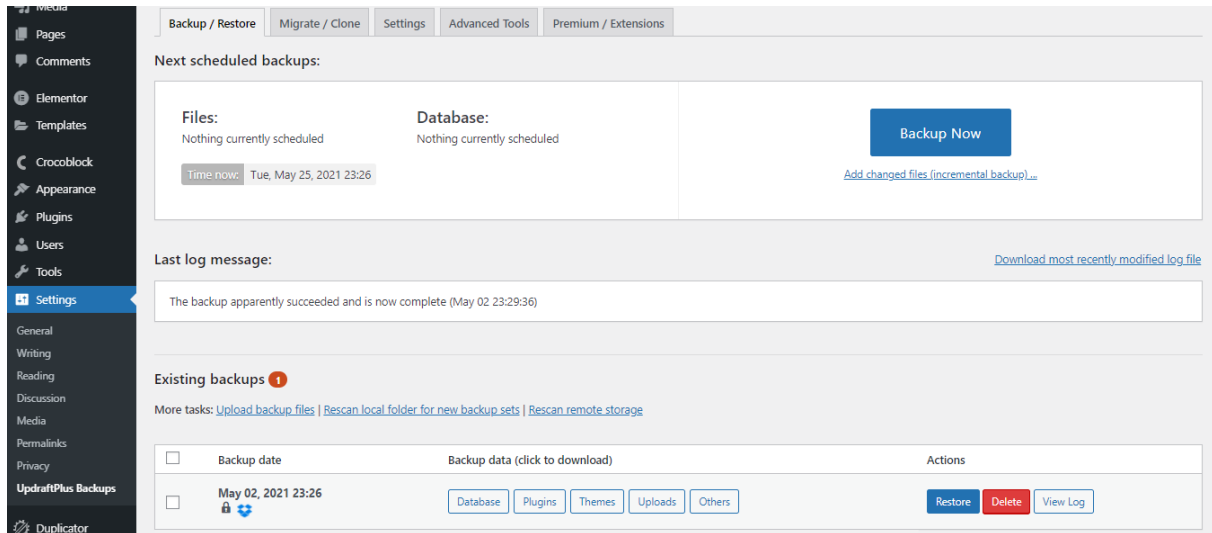 Media
Pages
Comments
Elementor
Templates
Crocoblock
Appearance
Plugins
Users
Tools
Settings
General
Writing
Reading
Discussion
Media
Permalinks
Privacy
UpdraftPlus Backups
Duplicator
Backup / Restore Migrate / Clone Settings Advanced Tools Premium / Extensions
Next scheduled backups:
Files: Database:
Nothing currently scheduled Nothing currently scheduled
Time now: Tue, May 25, 2021 23:26
Backup Now
Add changed files (incremental backup) ...
Last log message: Download most recently modified log file
The backup apparently succeeded and is now complete (May 02 23:29:36)
Existing backups 1
More tasks: Upload backup files | Rescan local folder for new backup sets | Rescan remote storage
Backup date Backup data (click to download) Actions
May 02, 2021 23:26 Database Plugins Themes Uploads Others Restore Delete View Log